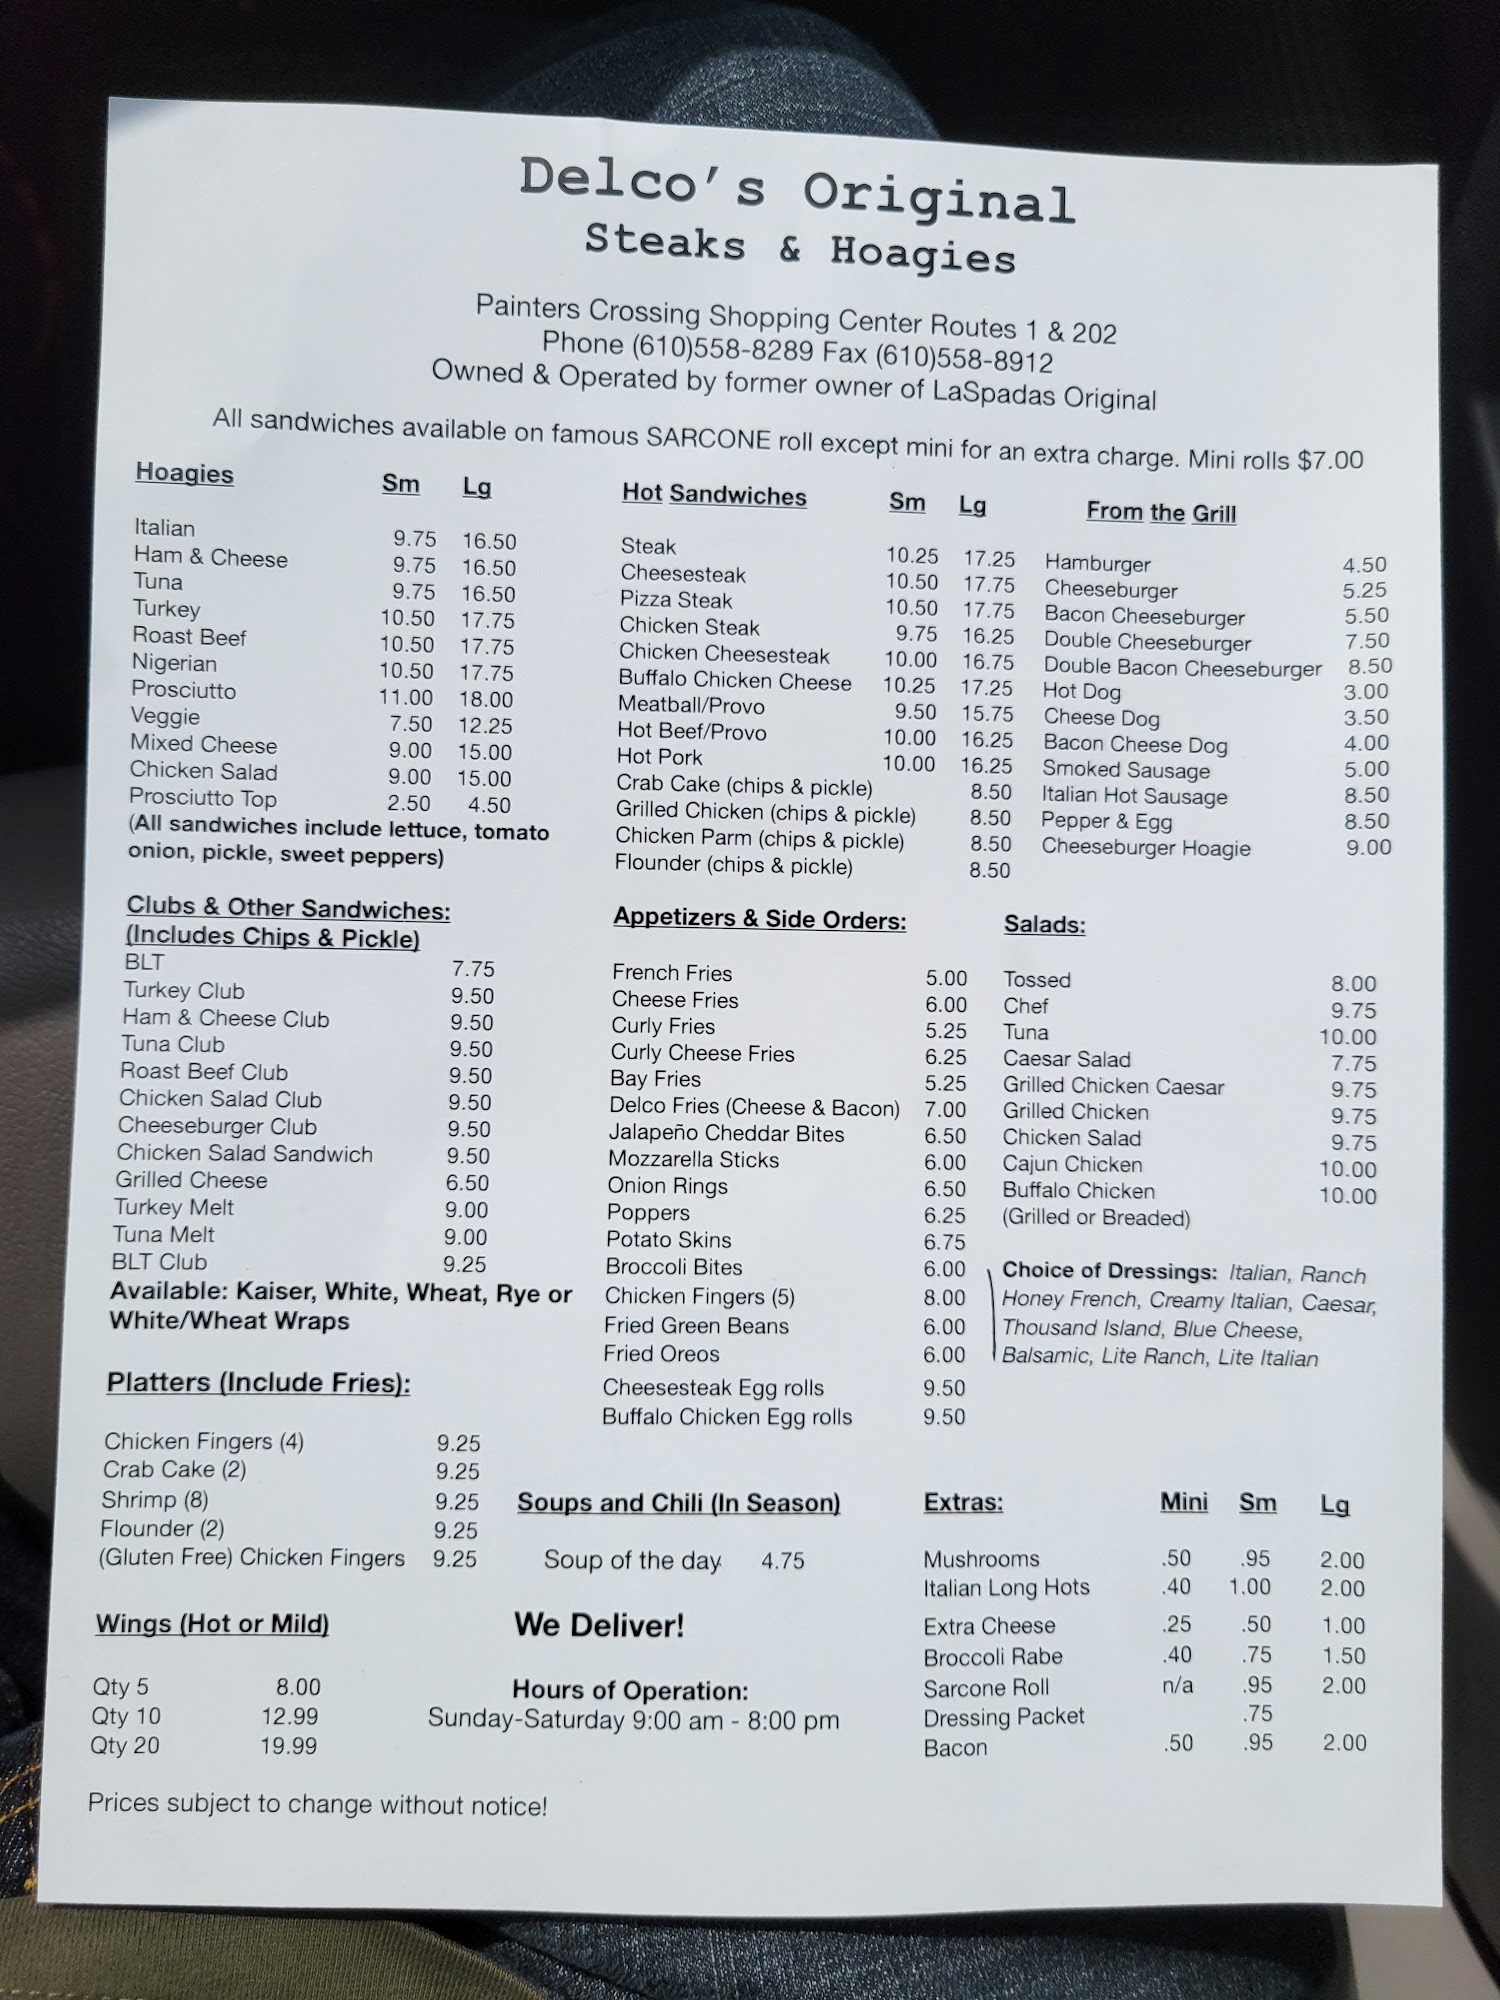 Delco's Original
Steaks & Hoagies
Painters Crossing Shopping Center Routes 1 & 202
Phone (610)558-8289 Fax (610)558-8912
Owned & Operated by former owner of LaSpadas Original
All sandwiches available on famous SARCONE roll except mini for an extra charge. Mini rolls $7.00
Hoagies Sm Lg
Italian 9.75 16.50
Ham & Cheese 9.75 16.50
Tuna 9.75 16.50
Turkey 10.50 17.75
Roast Beef 10.50 17.75
Nigerian 10.50 17.75
Prosciutto 11.00 18.00
Veggie 7.50 12.25
Mixed Cheese 9.00 15.00
Chicken Salad 9.00 15.00
Prosciutto Top 2.50 4.50
(All sandwiches include lettuce, tomato
onion, pickle, sweet peppers)
Hot Sandwiches Sm Lg
Steak 10.25 17.25
Cheesesteak 10.50 17.75
Pizza Steak 10.50 17.75
Chicken Steak 9.75 16.25
Chicken Cheesesteak 10.00 16.75
Buffalo Chicken Cheese 10.25 17.25
Meatball/Provo 9.50 15.75
Hot Beef/Provo 10.00 16.25
Hot Pork 10.00 16.25
Crab Cake (chips & pickle) 8.50
Grilled Chicken (chips & pickle) 8.50
Chicken Parm (chips & pickle) 8.50
Flounder (chips & pickle) 8.50
From the Grill
Hamburger 4.50
Cheeseburger 5.25
Bacon Cheeseburger 5.50
Double Cheeseburger 7.50
Double Bacon Cheeseburger 8.50
Hot Dog 3.00
Cheese Dog 3.50
Bacon Cheese Dog 4.00
Smoked Sausage 5.00
Italian Hot Sausage 8.50
Pepper & Egg 8.50
Cheeseburger Hoagie 9.00
Clubs & Other Sandwiches:
(Includes Chips & Pickle)
BLT 7.75
Turkey Club 9.50
Ham & Cheese Club 9.50
Tuna Club 9.50
Roast Beef Club 9.50
Chicken Salad Club 9.50
Cheeseburger Club 9.50
Chicken Salad Sandwich 9.50
Grilled Cheese 6.50
Turkey Melt 9.00
Tuna Melt 9.00
BLT Club 9.25
Available: Kaiser, White, Wheat, Rye or
White/Wheat Wraps
Appetizers & Side Orders:
French Fries 5.00
Cheese Fries 6.00
Curly Fries 5.25
Curly Cheese Fries 6.25
Bay Fries 5.25
Delco Fries (Cheese & Bacon) 7.00
Jalapeño Cheddar Bites 6.50
Mozzarella Sticks 6.00
Onion Rings 6.50
Poppers 6.25
Potato Skins 6.75
Broccoli Bites 6.00
Chicken Fingers (5) 8.00
Fried Green Beans 6.00
Fried Oreos 6.00
Cheesesteak Egg rolls 9.50
Buffalo Chicken Egg rolls 9.50
Salads:
Tossed 8.00
Chef 9.75
Tuna 10.00
Caesar Salad 7.75
Grilled Chicken Caesar 9.75
Grilled Chicken 9.75
Chicken Salad 9.75
Cajun Chicken 10.00
Buffalo Chicken 10.00
(Grilled or Breaded)
Choice of Dressings: Italian, Ranch
Honey French, Creamy Italian, Caesar,
Thousand Island, Blue Cheese,
Balsamic, Lite Ranch, Lite Italian
Platters (Include Fries):
Chicken Fingers (4) 9.25
Crab Cake (2) 9.25
Shrimp (8) 9.25
Flounder (2) 9.25
(Gluten Free) Chicken Fingers 9.25
Soups and Chili (In Season)
Soup of the day 4.75
We Deliver!
Hours of Operation:
Sunday-Saturday 9:00 am - 8:00 pm
Extras: Mini Sm Lg
Mushrooms .50 .95 2.00
Italian Long Hots .40 1.00 2.00
Extra Cheese .25 .50 1.00
Broccoli Rabe .40 .75 1.50
Sarcone Roll n/a .95 2.00
Dressing Packet .75
Bacon .50 .95 2.00
Wings (Hot or Mild)
Qty 5 8.00
Qty 10 12.99
Qty 20 19.99
Prices subject to change without notice!